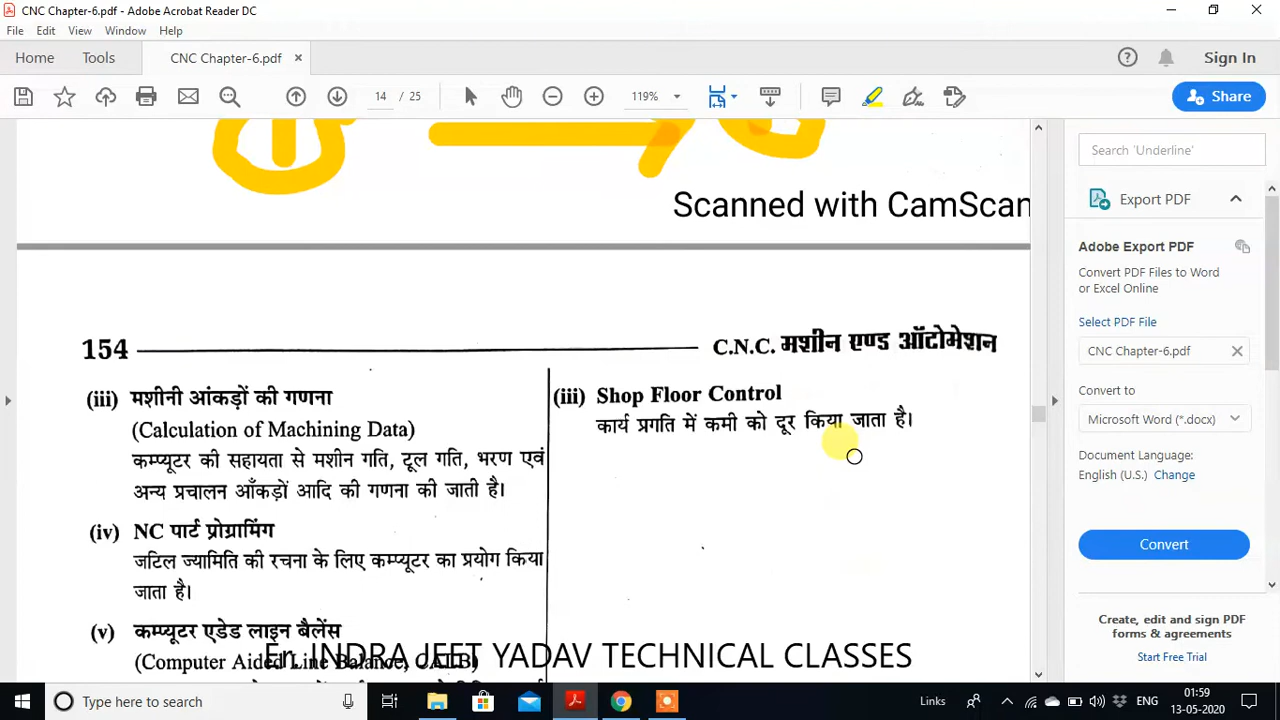 CNC Chapter-6.pdf - Adobe Acrobat Reader DC
File Edit View Window Help
Home Tools CNC Chapter-6.pdf × Sign In
14 / 25 119% Share
Scanned with CamScan
Search 'Underline'
Export PDF
Adobe Export PDF
Convert PDF Files to Word
or Excel Online
Select PDF File
CNC Chapter-6.pdf
Convert to
Microsoft Word (*.docx)
Document Language:
English (U.S.) Change
Convert
Create, edit and sign PDF
forms & agreements
Start Free Trial
154 C.N.C. मशीन एण्ड ऑटोमेशन
(iii) मशीनी आंकड़ों की गणना
(Calculation of Machining Data)
कम्प्यूटर की सहायता से मशीन गति, टूल गति, भरण एवं
अन्य प्रचालन आँकड़ों आदि की गणना की जाती है।
(iv) NC पार्ट प्रोग्रामिंग
जटिल ज्यामिति की रचना के लिए कम्प्यूटर का प्रयोग किया
जाता है।
(v) कम्प्यूटर एडेड लाइन बैलेंस
(Computer Aided Line Balance, CALB)
(iii) Shop Floor Control
कार्य प्रगति में कमी को दूर किया जाता है।
Er. INDRA JEET YADAV TECHNICAL CLASSES
Type here to search
Links ENG 01:59
13-05-2020